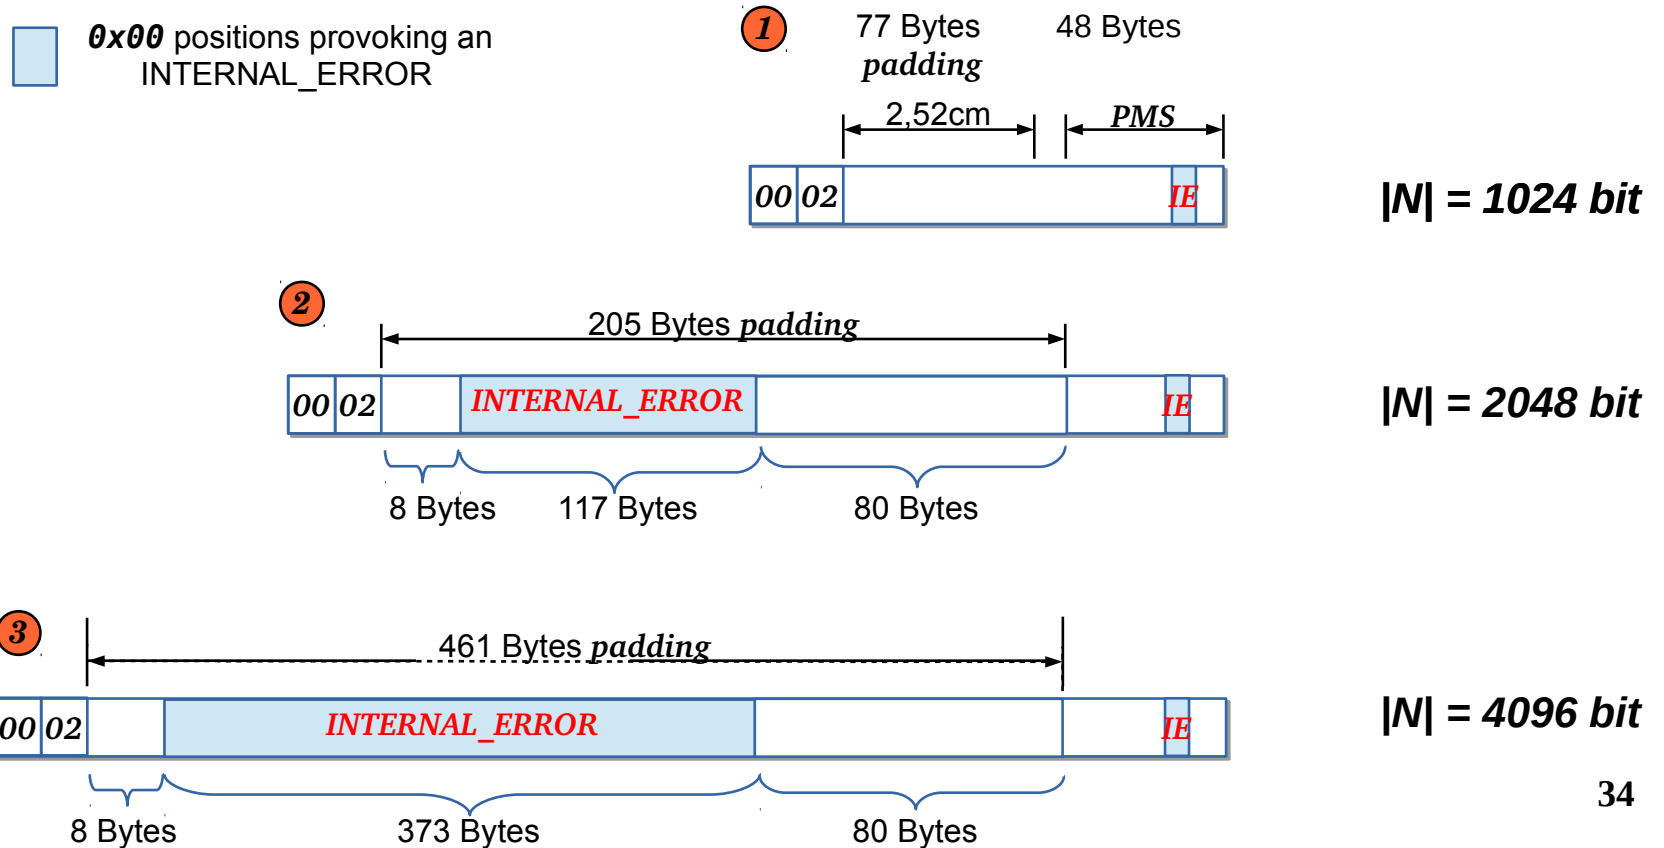 0x00 positions provoking an
INTERNAL_ERROR
1
77 Bytes
padding
48 Bytes
2,52cm
PMS
00 02
IE
|N| = 1024 bit
2
205 Bytes padding
00 02
INTERNAL_ERROR
IE
|N| = 2048 bit
8 Bytes
117 Bytes
80 Bytes
3
461 Bytes padding
00 02
INTERNAL_ERROR
IE
|N| = 4096 bit
8 Bytes
373 Bytes
80 Bytes
34